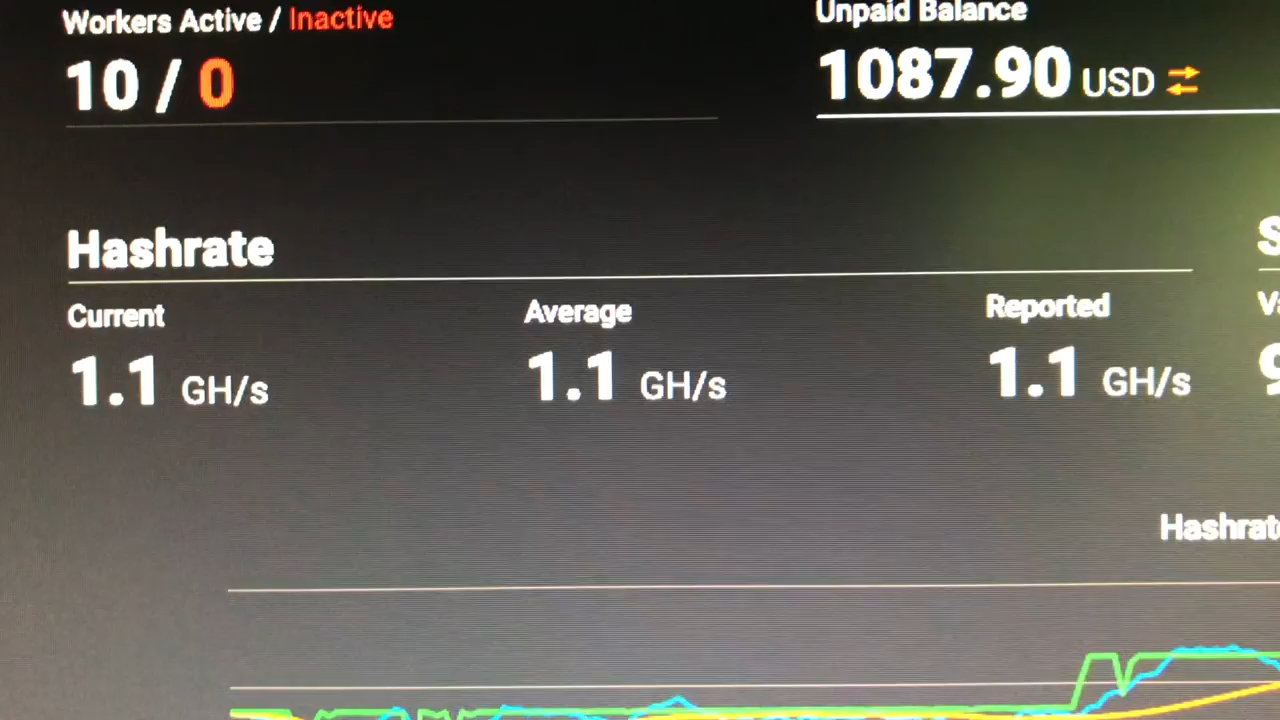 Workers Active / Inactive
Unpaid Balance
10 / 0
1087.90 USD
Hashrate
Current
Average
Reported
1.1 GH/s
1.1 GH/s
1.1 GH/s
Hashrat